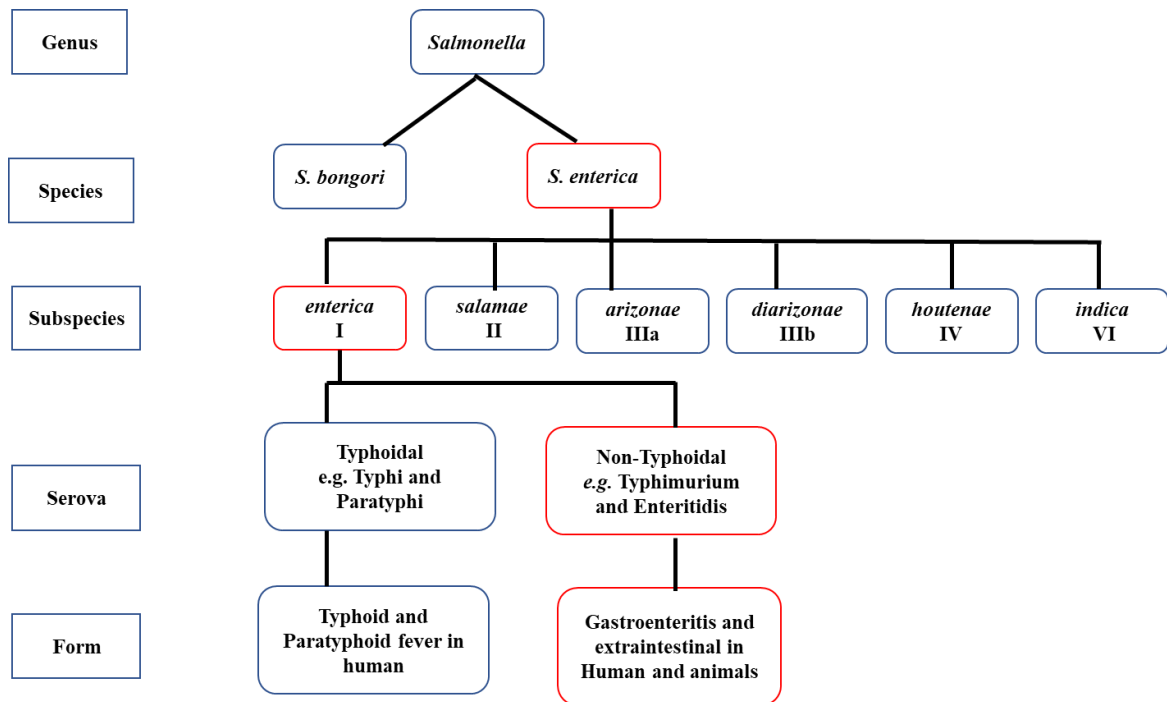 Genus
Salmonella
Species
S. bongori
S. enterica
Subspecies
enterica
I
salamae
II
arizonae
IIIa
diarizonae
IIIb
houtenae
IV
indica
VI
Serova
Typhoidal
e.g. Typhi and
Paratyphi
Non-Typhoidal
e.g. Typhimurium
and Enteritidis
Form
Typhoid and
Paratyphoid fever in
human
Gastroenteritis and
extraintestinal in
Human and animals